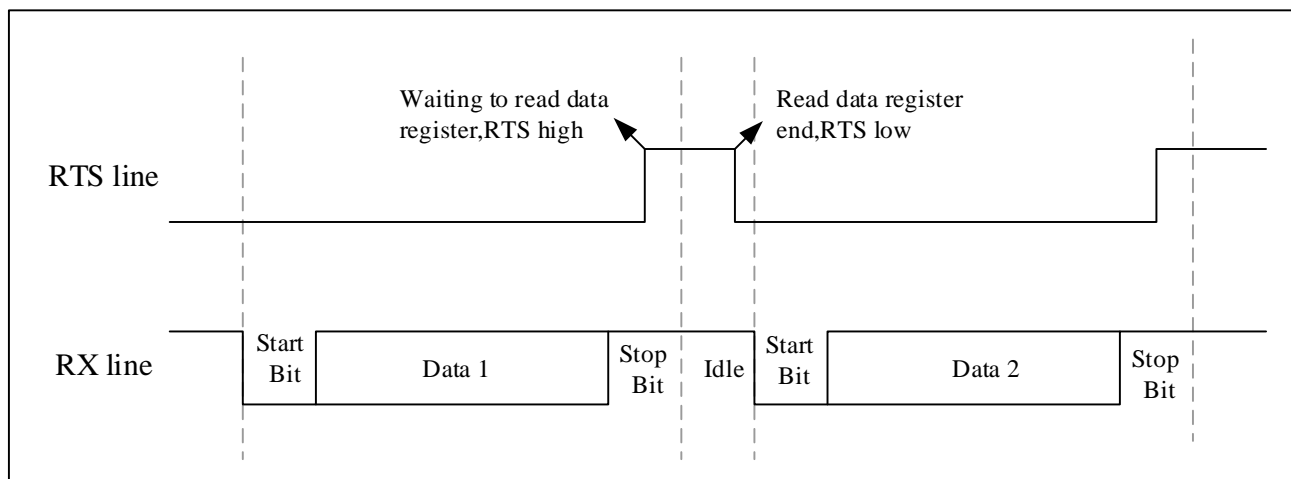 Waiting to read data
register,RTS high
Read data register
end,RTS low
RTS line
RX line
Start
Bit
Data 1
Stop
Bit
Idle
Start
Bit
Data 2
Stop
Bit